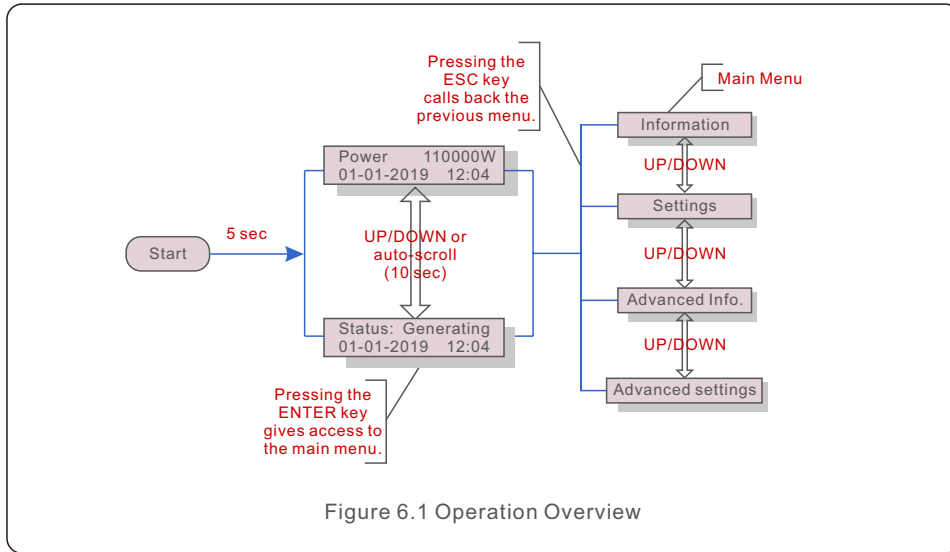 Pressing the
ESC key
calls back the
previous menu.
Main Menu
Information
UP/DOWN
Settings
UP/DOWN
Advanced Info.
UP/DOWN
Advanced settings
Power 110000W
01-01-2019 12:04
UP/DOWN or
auto-scroll
(10 sec)
Status: Generating
01-01-2019 12:04
Start
5 sec
Pressing the
ENTER key
gives access to
the main menu.
Figure 6.1 Operation Overview